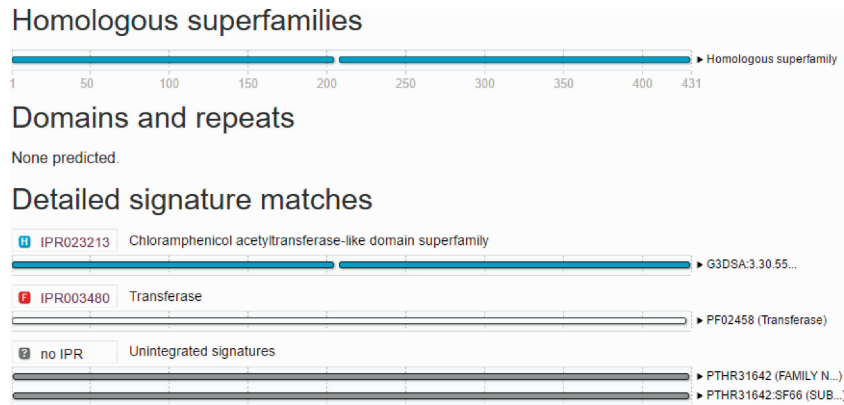 Homologous superfamilies
▸ Homologous superfamily
1 50 100 150 200 250 300 350 400 431
Domains and repeats
None predicted.
Detailed signature matches
H IPR023213 Chloramphenicol acetyltransferase-like domain superfamily
▸ G3DSA:3.30.55...
F IPR003480 Transferase
▸ PF02458 (Transferase)
? no IPR Unintegrated signatures
▸ PTHR31642 (FAMILY N...)
▸ PTHR31642:SF66 (SUB...)